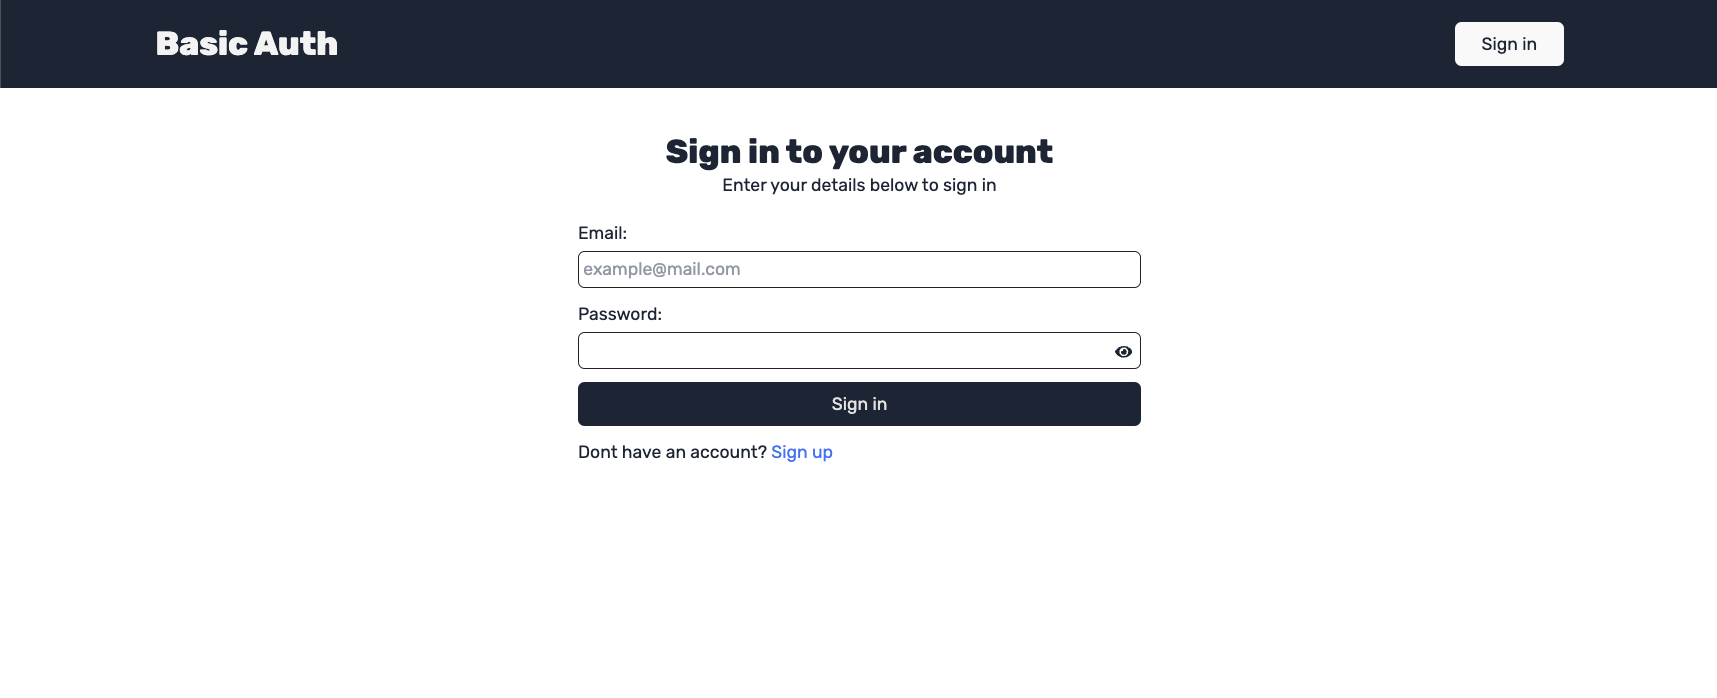 Basic Auth
Sign in
Sign in to your account
Enter your details below to sign in
Email:
example@mail.com
Password:
Sign in
Dont have an account? Sign up